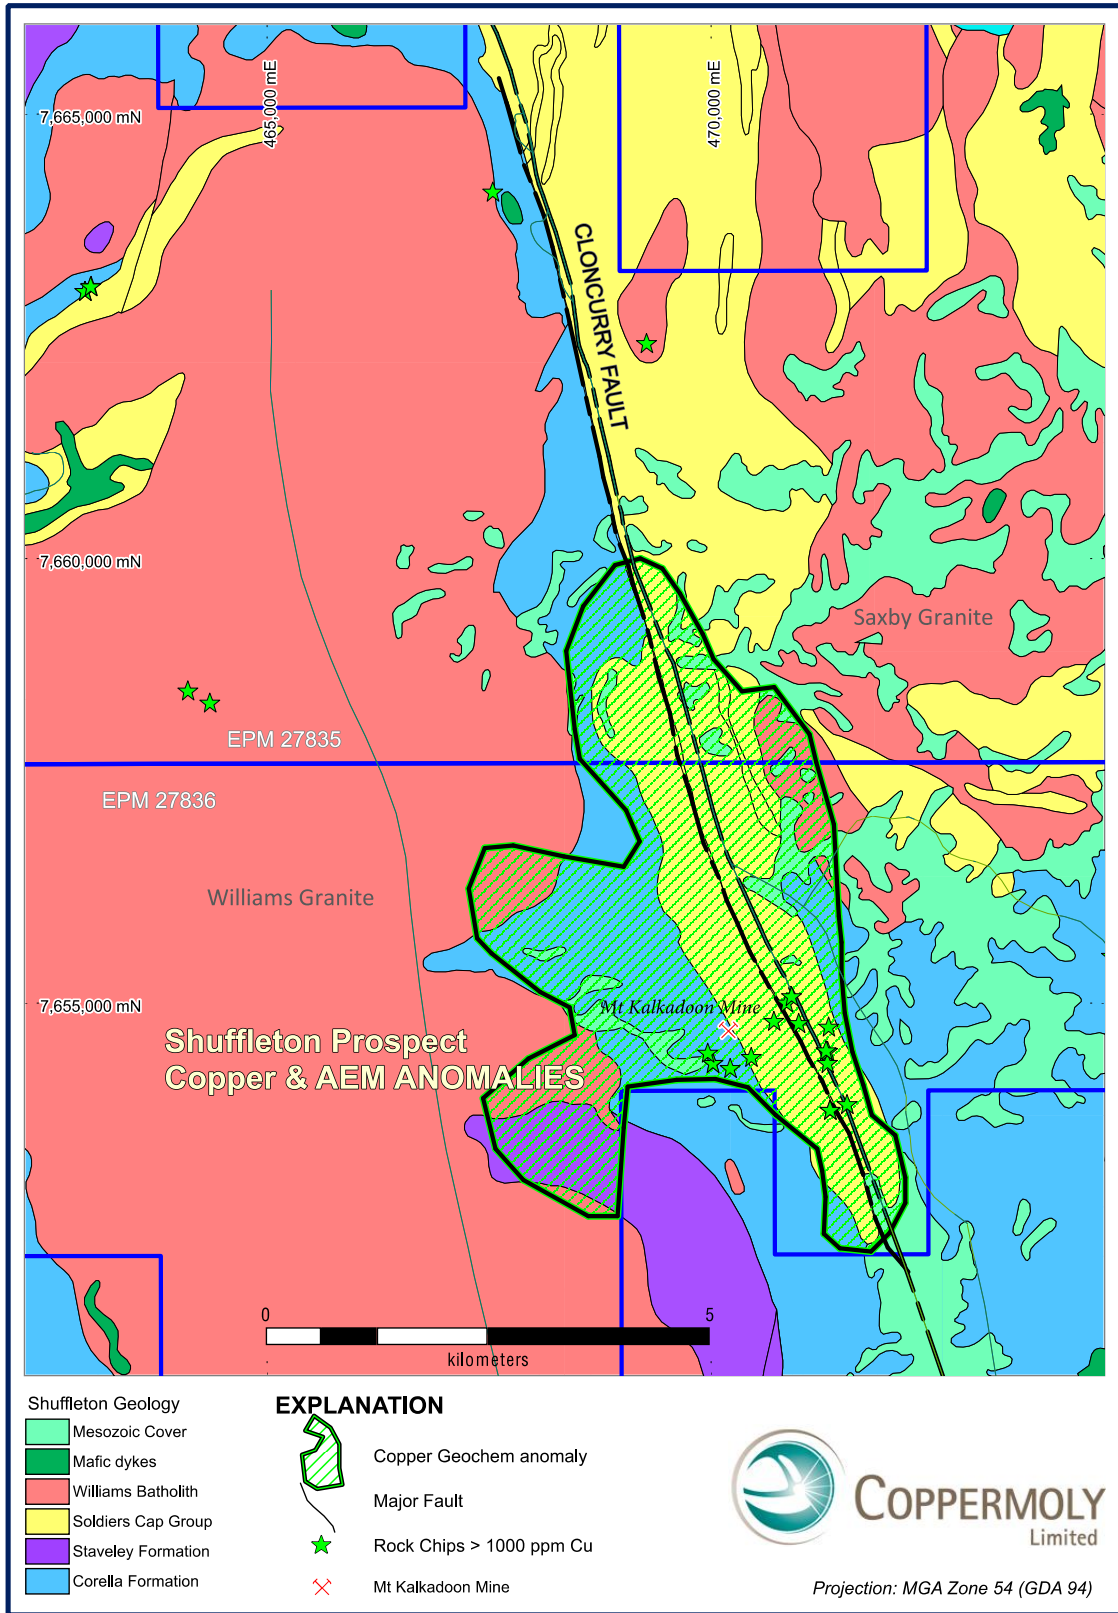 7,665,000 mN
465,000 mE
470,000 mE
CLONCURRY FAULT
7,660,000 mN
Saxby Granite
EPM 27835
EPM 27836
Williams Granite
7,655,000 mN
Mt Kalkadoon Mine
Shuffleton Prospect
Copper & AEM ANOMALIES
0 5
kilometers
Shuffleton Geology
Mesozoic Cover
Mafic dykes
Williams Batholith
Soldiers Cap Group
Staveley Formation
Corella Formation
EXPLANATION
Copper Geochem anomaly
Major Fault
Rock Chips > 1000 ppm Cu
Mt Kalkadoon Mine
COPPERMOLY
Limited
Projection: MGA Zone 54 (GDA 94)